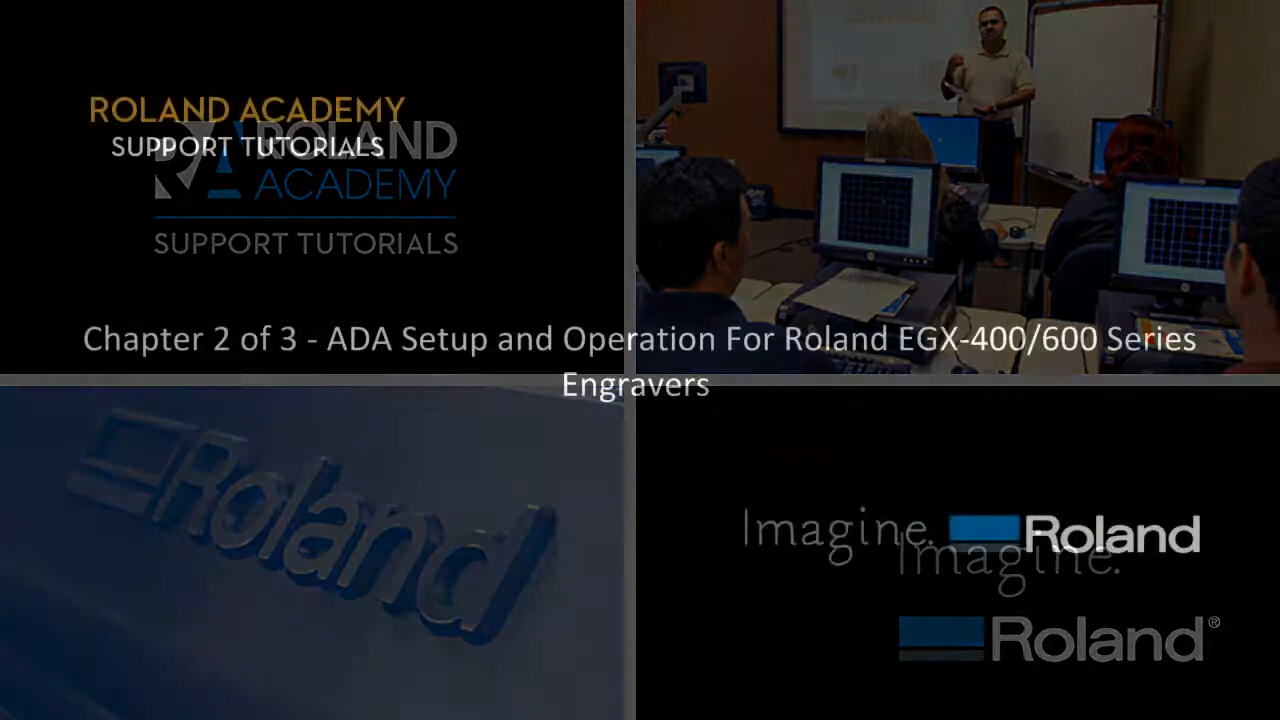 ROLAND ACADEMY
SUPPORT TUTORIALS
ROLAND
ACADEMY
SUPPORT TUTORIALS
Chapter 2 of 3 - ADA Setup and Operation For Roland EGX-400/600 Series
Engravers
Roland
Imagine. Roland
Imagine.
Roland®